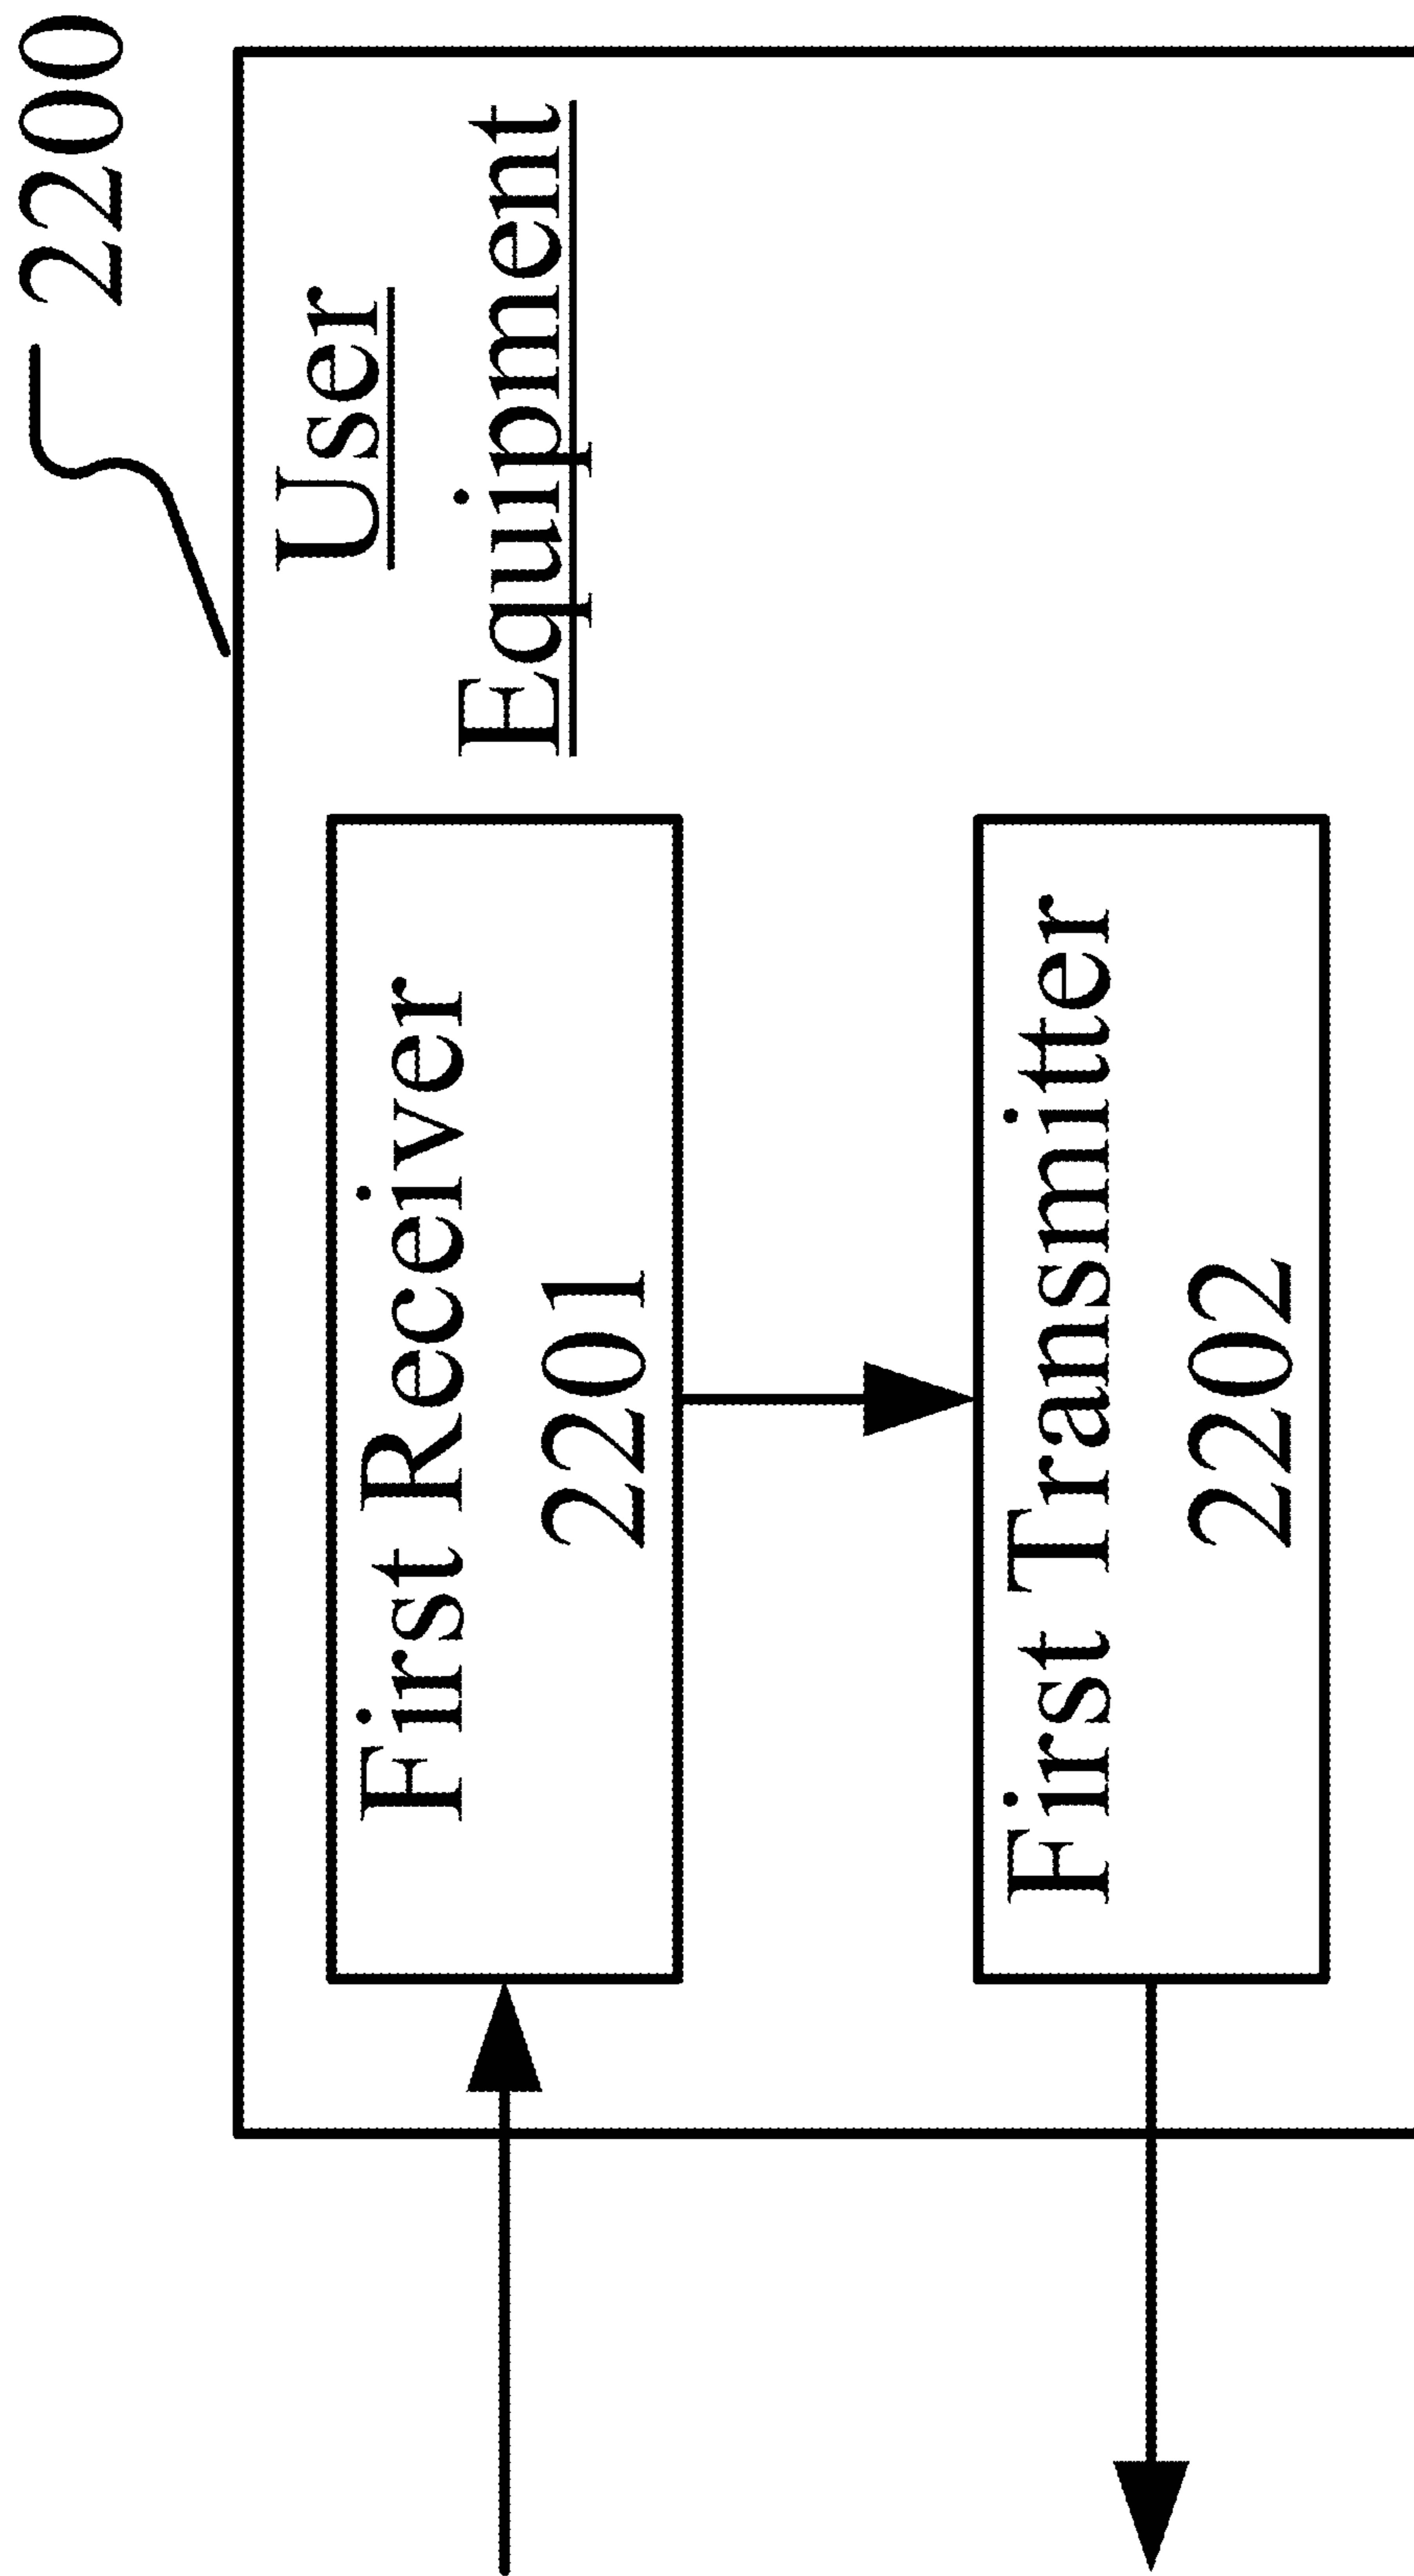 2200
User
Equipment
First Receiver
2201
First Transmitter
2202